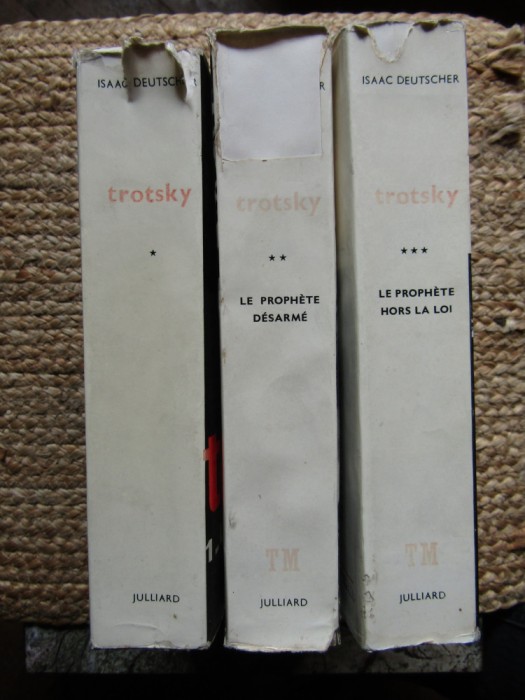 ISAAC DEUTSCHER
trotsky
*
JULLIARD
t
1
R
trotsky
**
LE PROPHÈTE
DÉSARMÉ
TM
JULLIARD
ISAAC DEUTSCHER
trotsky
***
LE PROPHÈTE
HORS LA LOI
TM
JULLIARD